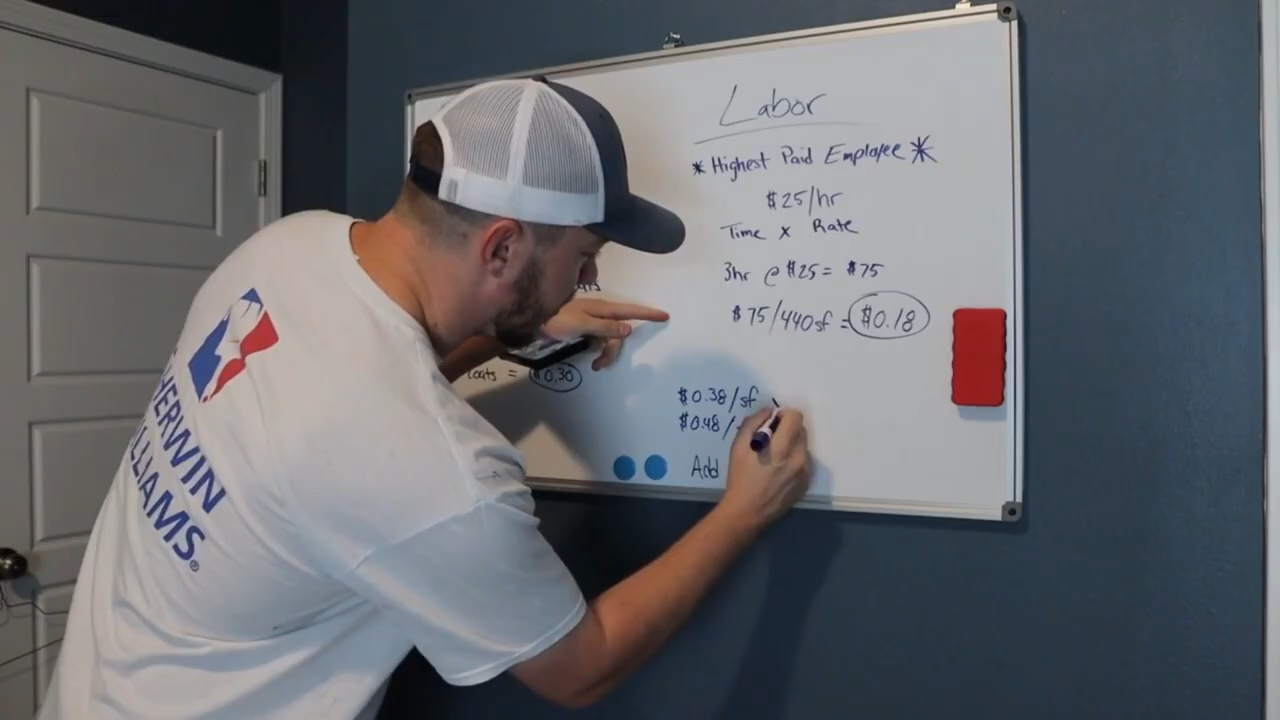 Labor
* Highest Paid Employee *
$25/hr
Time x Rate
3hr @ $25 = $75
$75/440sf = $0.18
= $0.30
$0.38/sf
$0.48/
Add
SHERWIN
WILLIAMS®